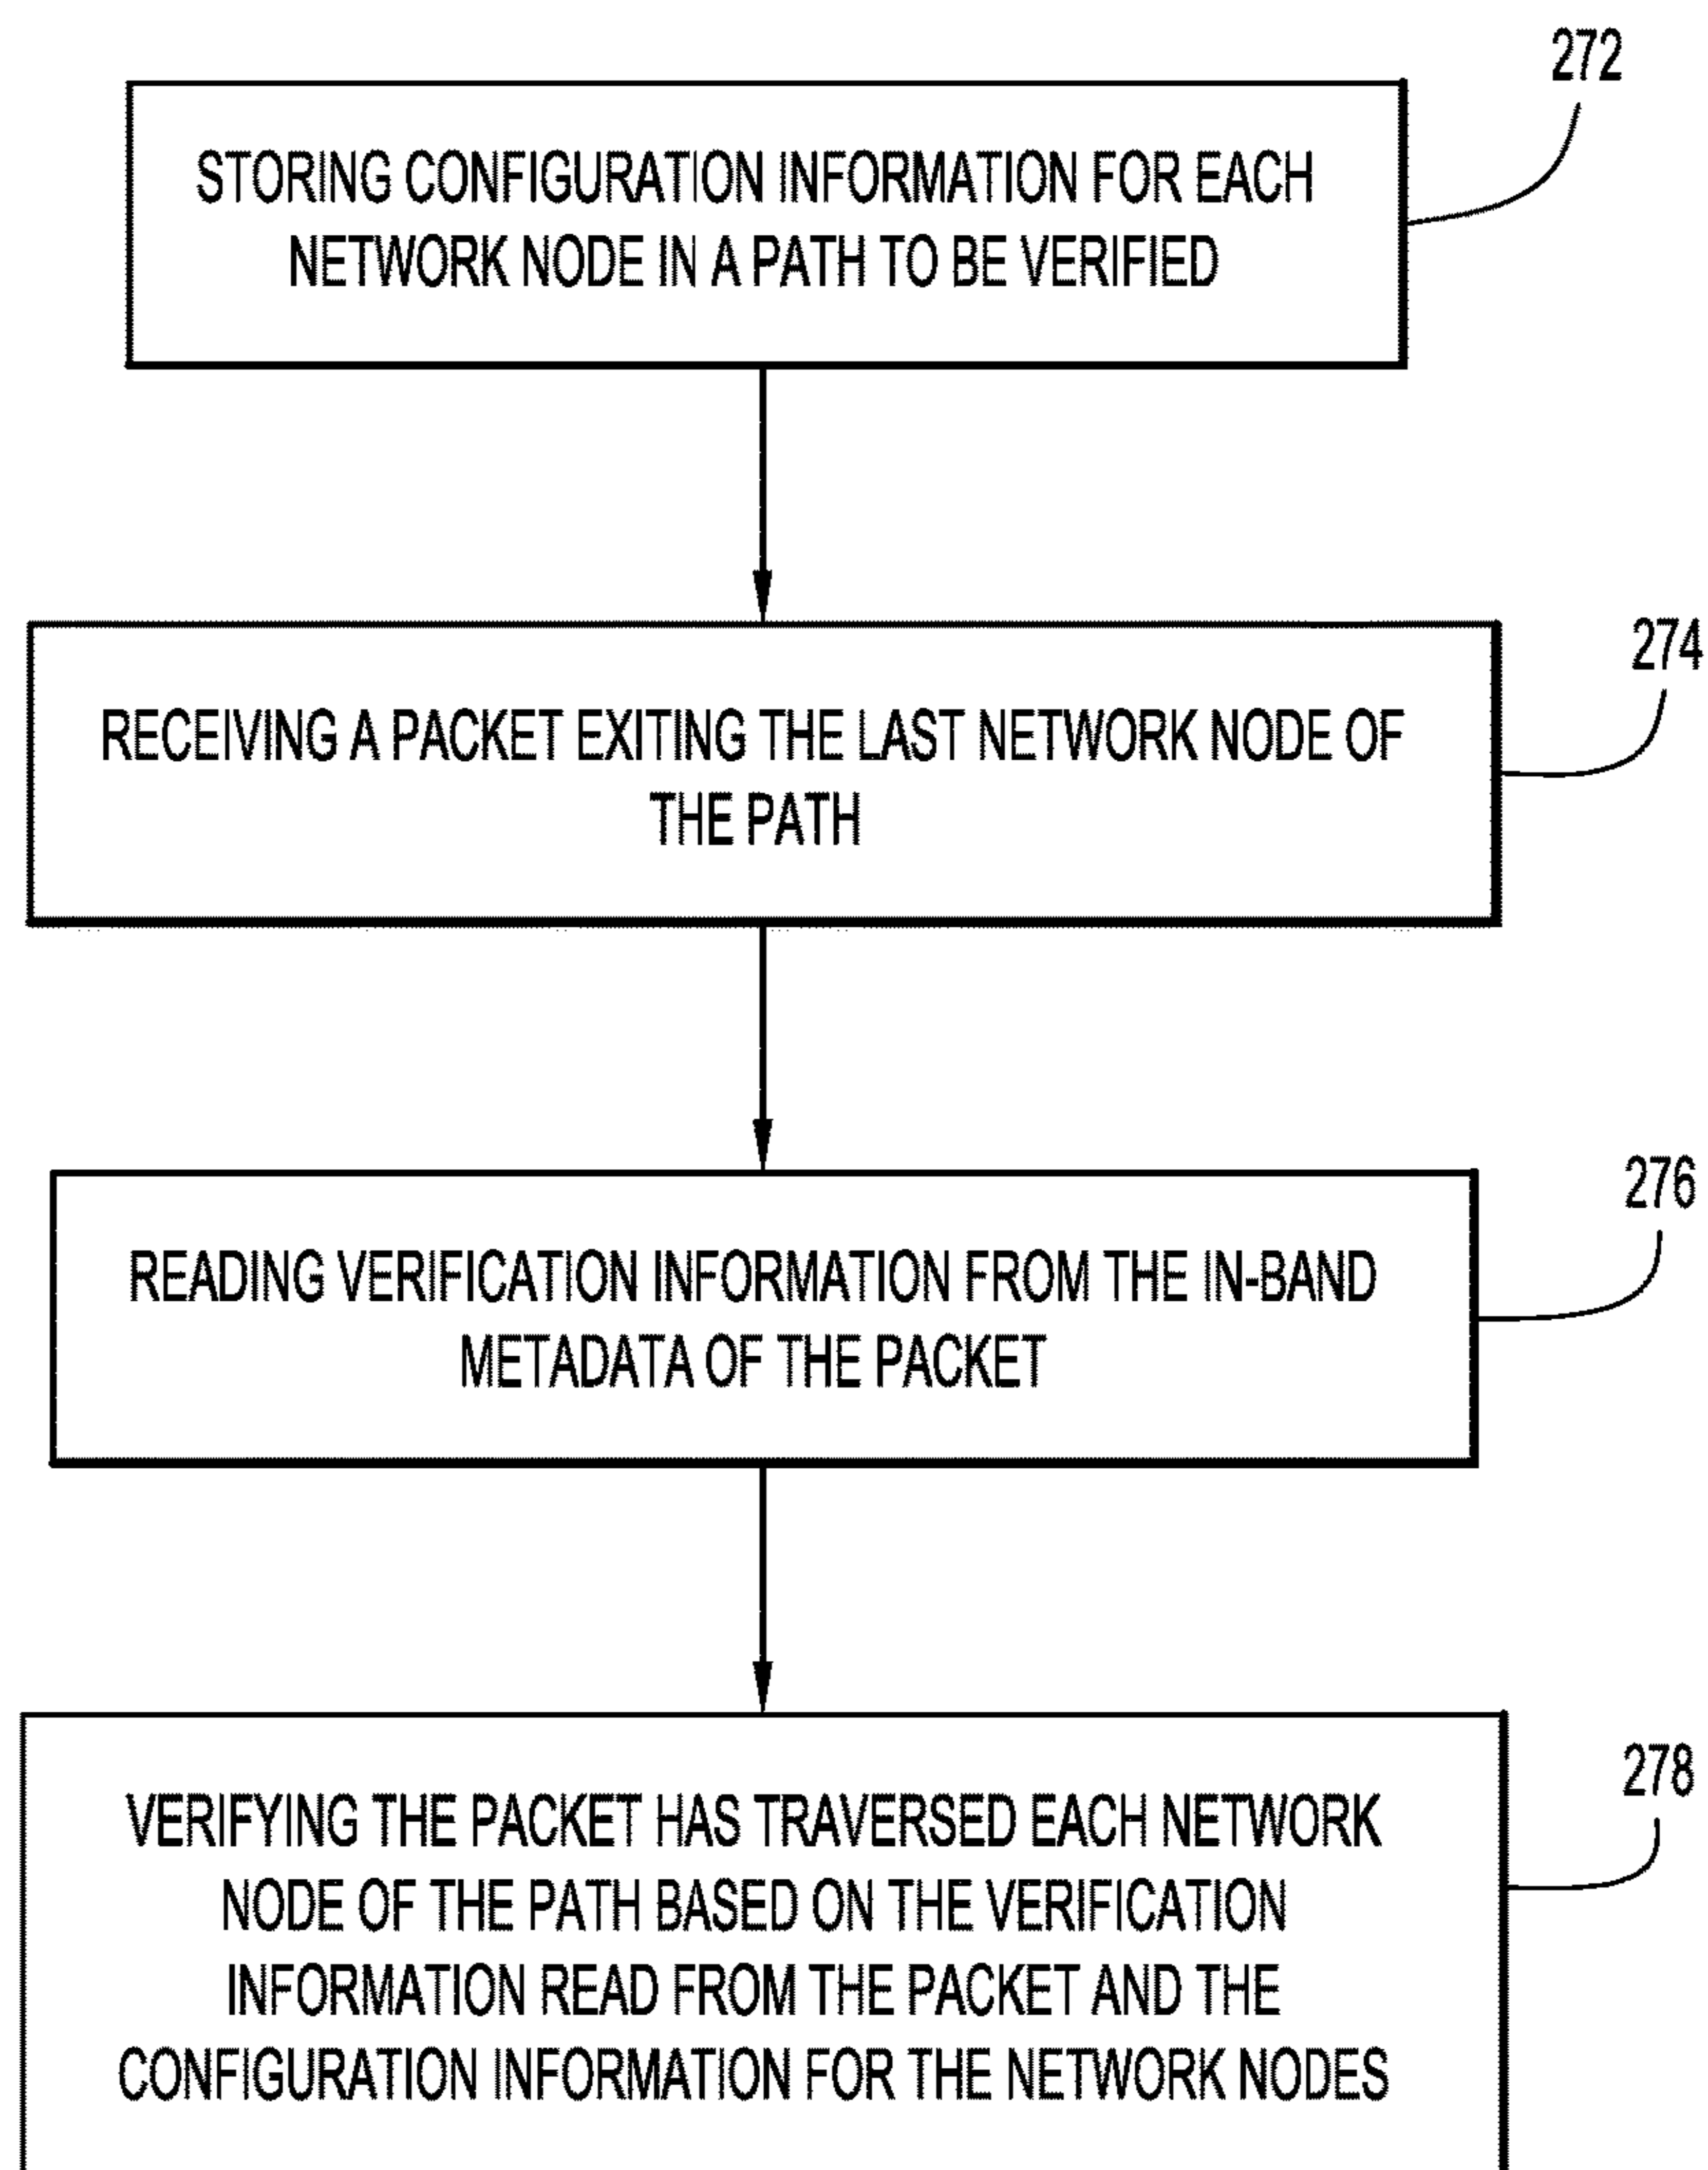 272
STORING CONFIGURATION INFORMATION FOR EACH
NETWORK NODE IN A PATH TO BE VERIFIED
274
RECEIVING A PACKET EXITING THE LAST NETWORK NODE OF
THE PATH
276
READING VERIFICATION INFORMATION FROM THE IN-BAND
METADATA OF THE PACKET
278
VERIFYING THE PACKET HAS TRAVERSED EACH NETWORK
NODE OF THE PATH BASED ON THE VERIFICATION
INFORMATION READ FROM THE PACKET AND THE
CONFIGURATION INFORMATION FOR THE NETWORK NODES